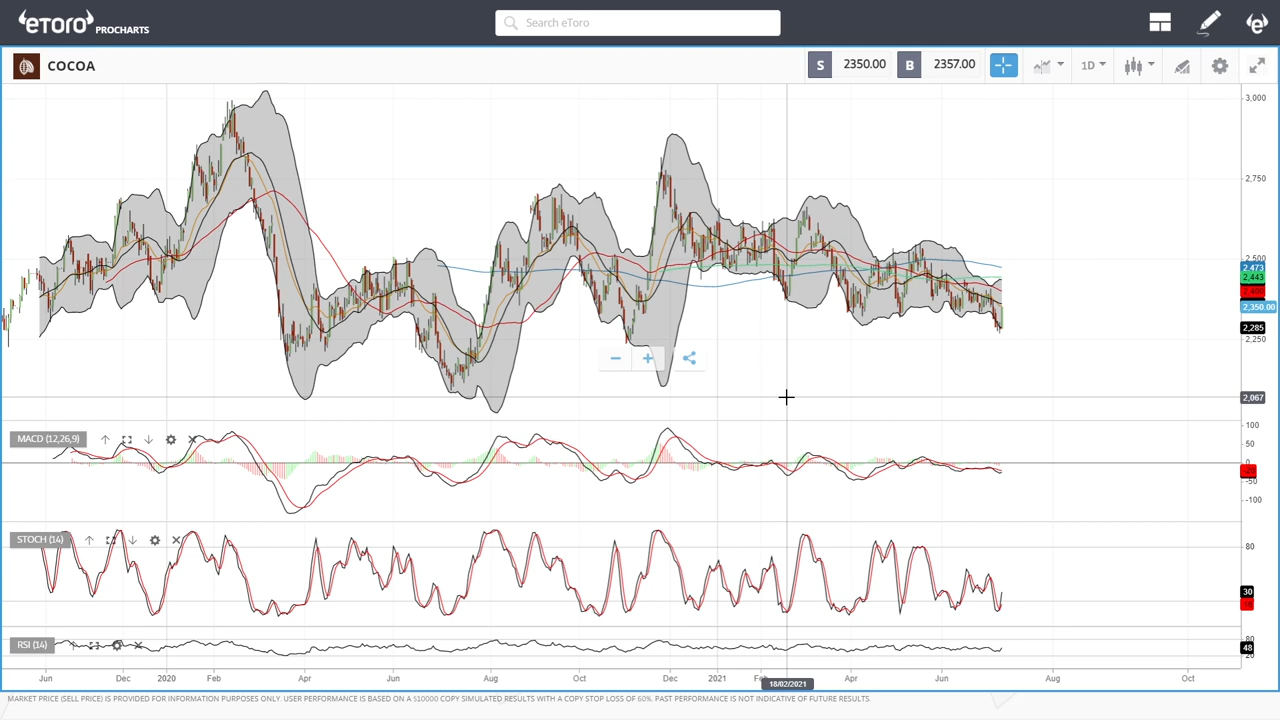 eToro PROCHARTS
Search eToro
COCOA
S 2350.00 B 2357.00
1D
3,000
2,750
2,500
2,473
2,443
2,400
2,350.00
2,285
2,250
2,067
MACD (12,26,9)
100
50
0
-20
-50
-100
STOCH (14)
80
30
RSI (14)
80
48
20
Jun Dec 2020 Feb Apr Jun Aug Oct Dec 2021 Feb Apr Jun Aug Oct
18/02/2021
MARKET PRICE (SELL PRICE) IS PROVIDED FOR INFORMATION PURPOSES ONLY. USER PERFORMANCE IS BASED ON A $10000 COPY SIMULATED RESULTS WITH A COPY STOP LOSS OF 60%. PAST PERFORMANCE IS NOT INDICATIVE OF FUTURE RESULTS.